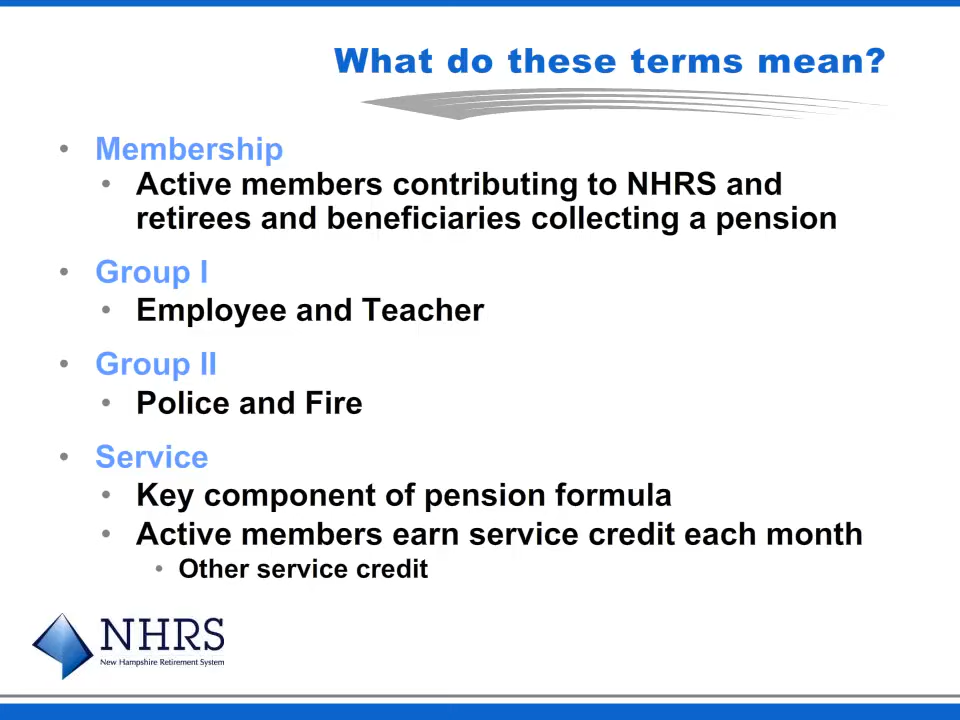 What do these terms mean?
• Membership
• Active members contributing to NHRS and
retirees and beneficiaries collecting a pension
• Group I
• Employee and Teacher
• Group II
• Police and Fire
• Service
• Key component of pension formula
• Active members earn service credit each month
• Other service credit
NHRS
New Hampshire Retirement System